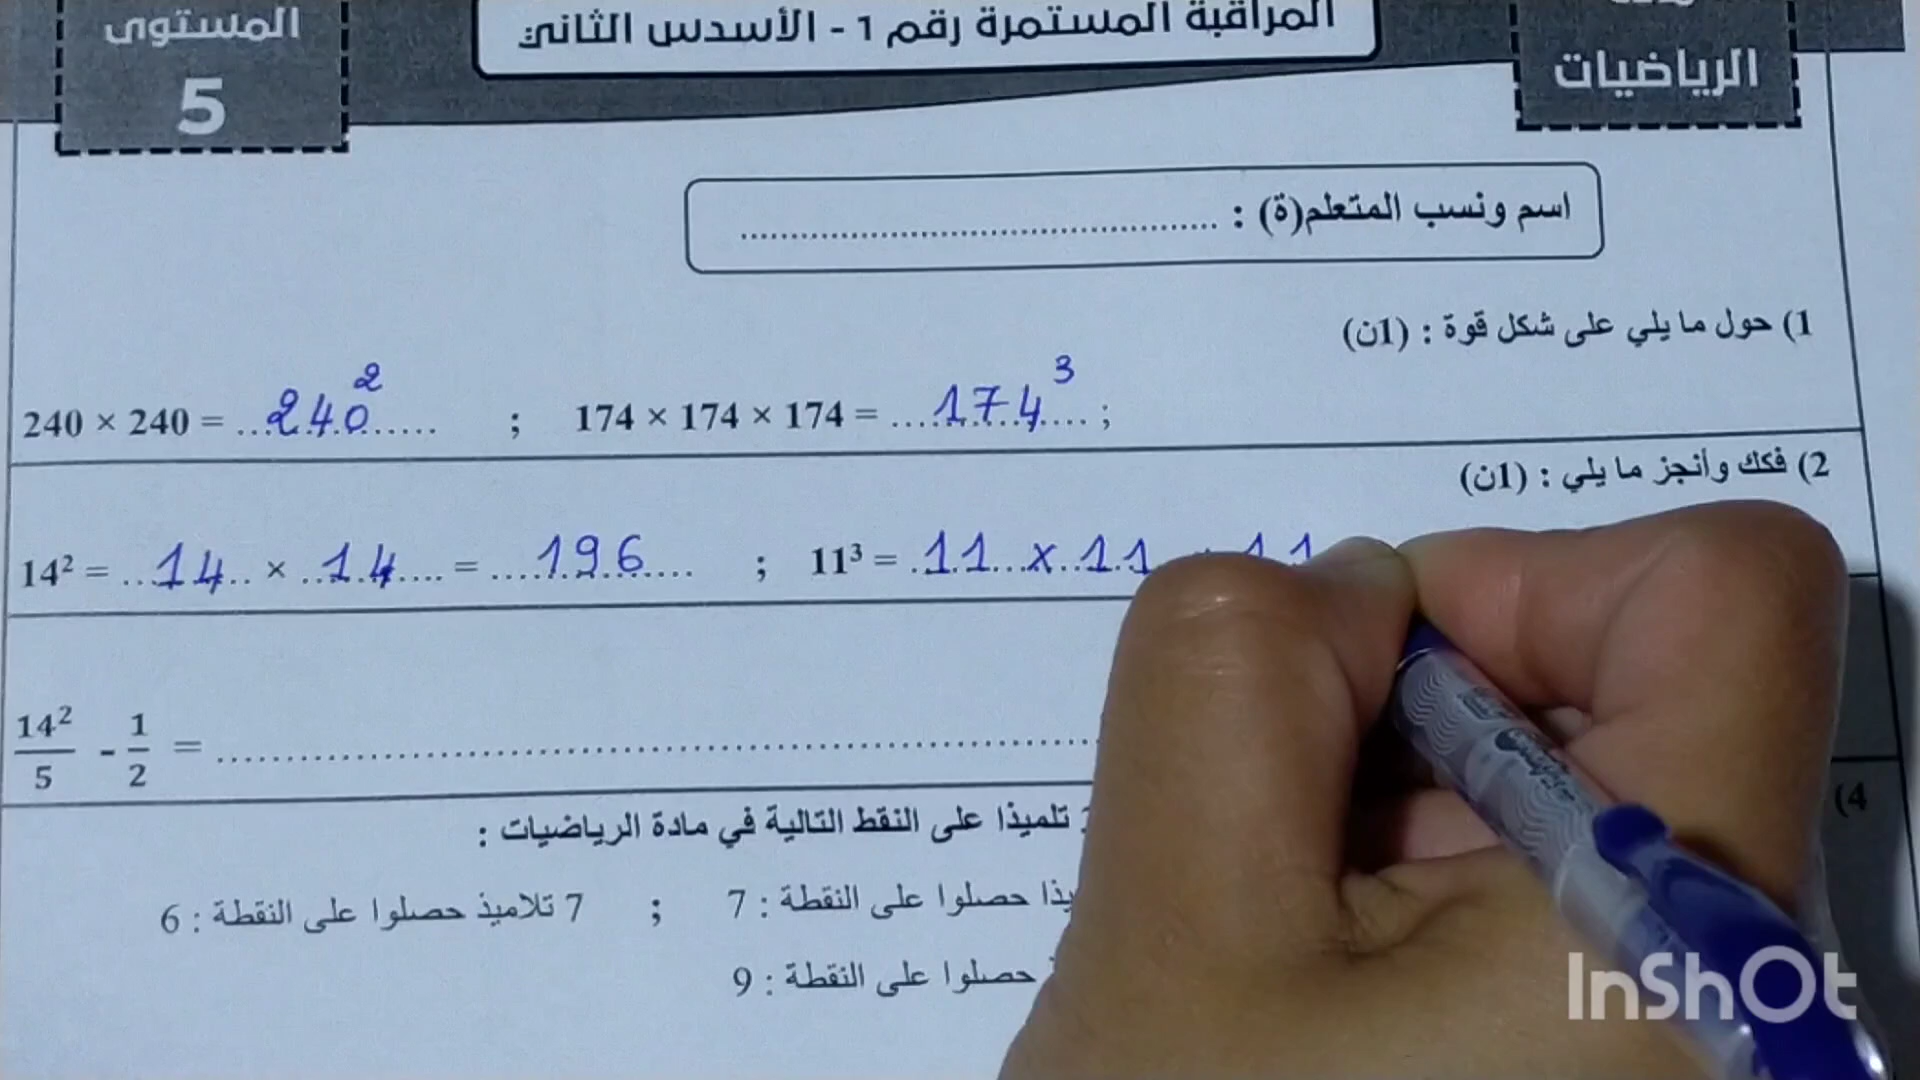 الرياضيات
المراقبة المستمرة رقم 1 - الأسدس الثاني
المستوى
5
اسم ونسب المتعلم(ة) : ..............................
1) حول ما يلي على شكل قوة : (1ن)
240 × 240 = 240² ; 174 × 174 × 174 = 174³ ;
2) فكك وأنجز ما يلي : (1ن)
14² = 14 × 14 = 196 ; 11³ = 11 x 11 x 11
14²/5 - 1/2 = ..............................
4)
تلميذا على النقط التالية في مادة الرياضيات :
حصلوا على النقطة : 7 ; 7 تلاميذ حصلوا على النقطة : 6
حصلوا على النقطة : 9
InShOt